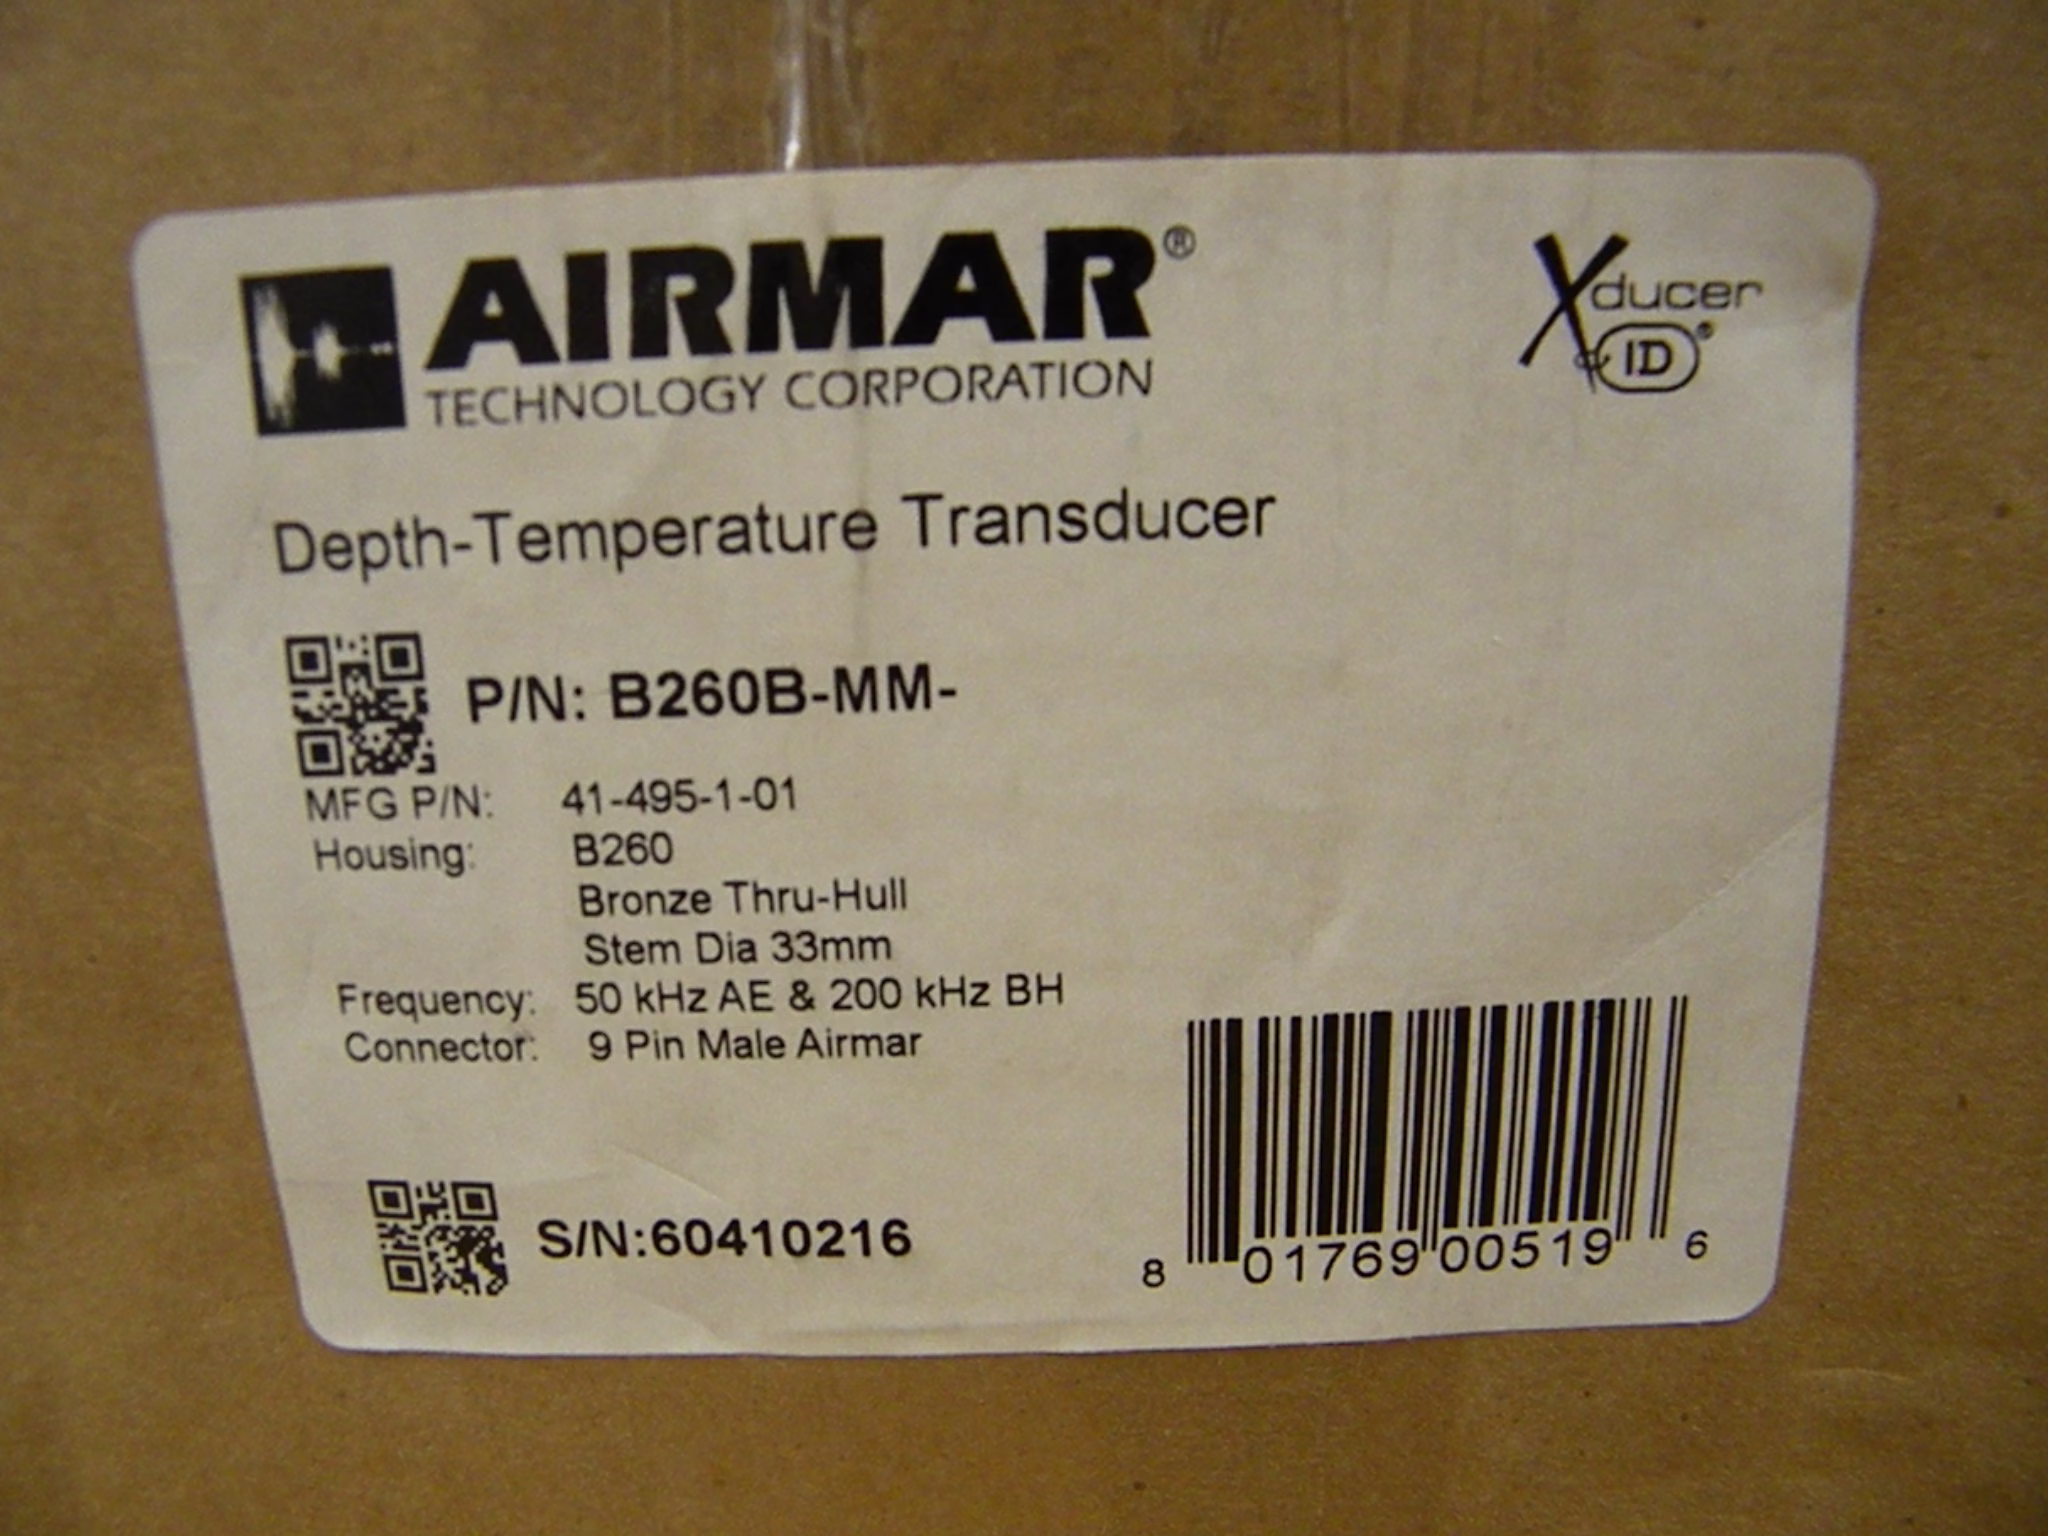 AIRMAR®
TECHNOLOGY CORPORATION
Xducer
ID®
Depth-Temperature Transducer
P/N: B260B-MM-
MFG P/N: 41-495-1-01
Housing: B260
Bronze Thru-Hull
Stem Dia 33mm
Frequency: 50 kHz AE & 200 kHz BH
Connector: 9 Pin Male Airmar
S/N:60410216
8 01769 00519 6